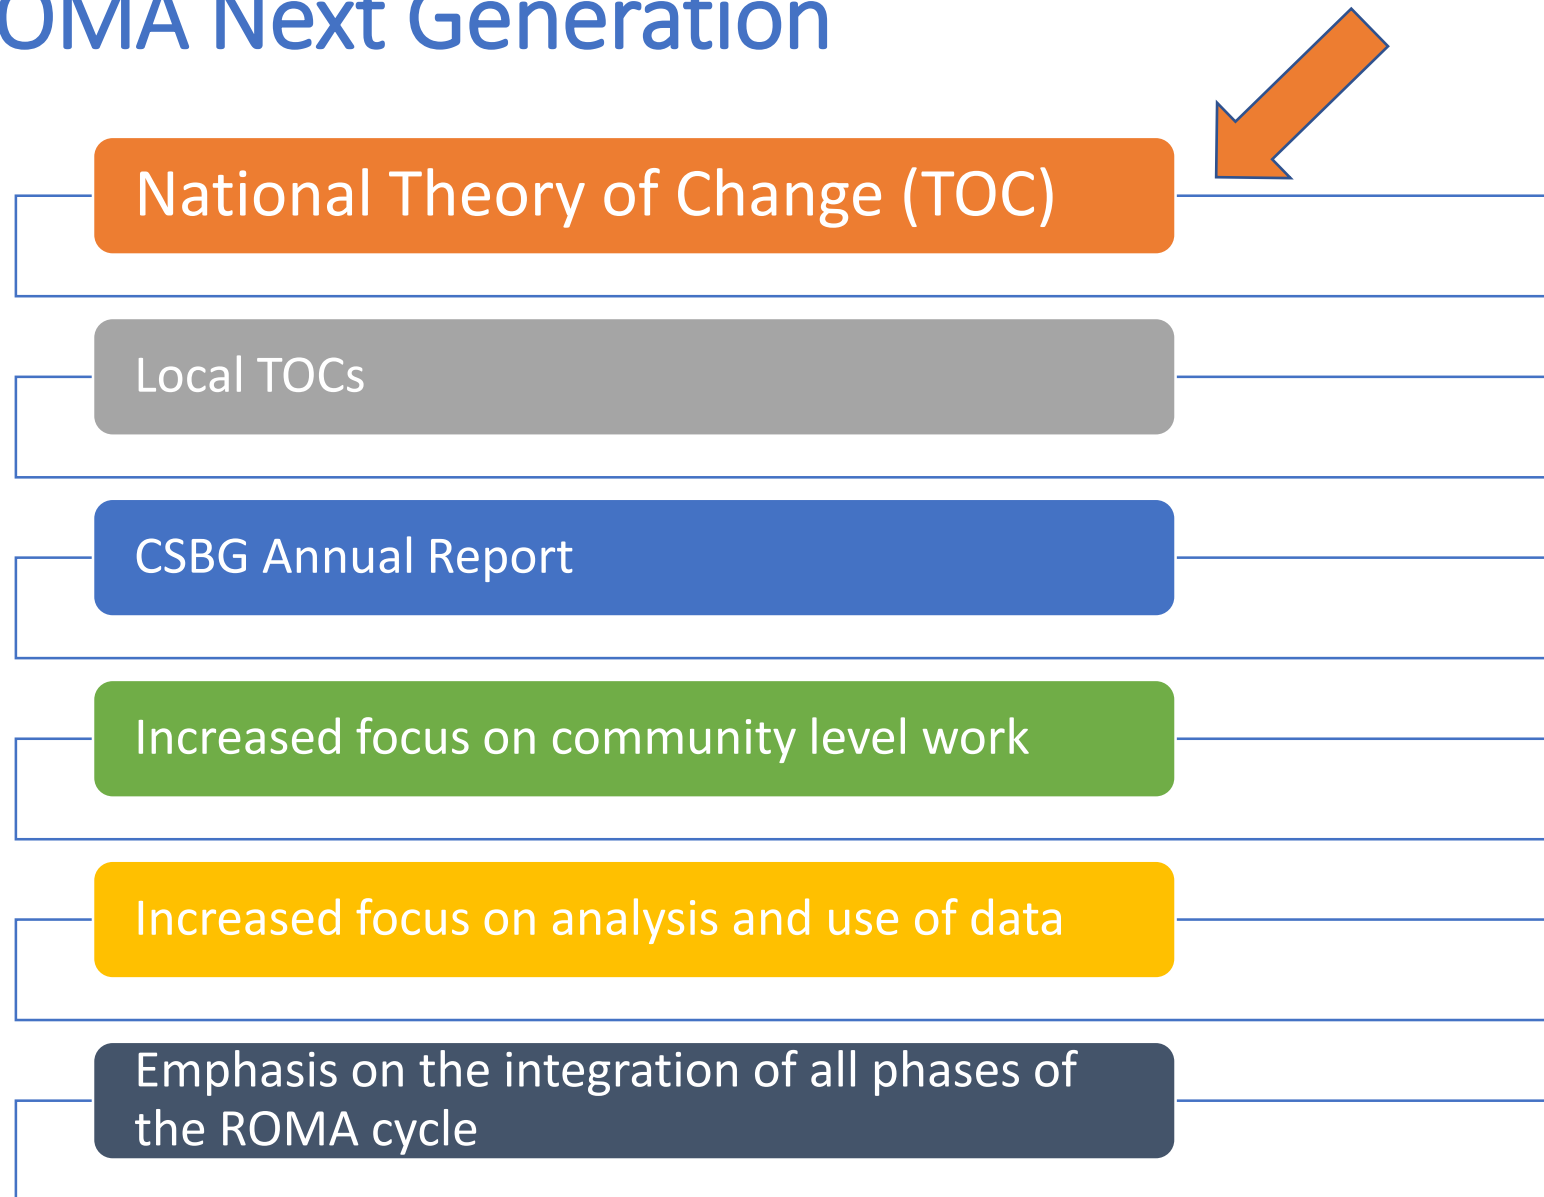 OMA Next Generation
National Theory of Change (TOC)
Local TOCs
CSBG Annual Report
Increased focus on community level work
Increased focus on analysis and use of data
Emphasis on the integration of all phases of
the ROMA cycle